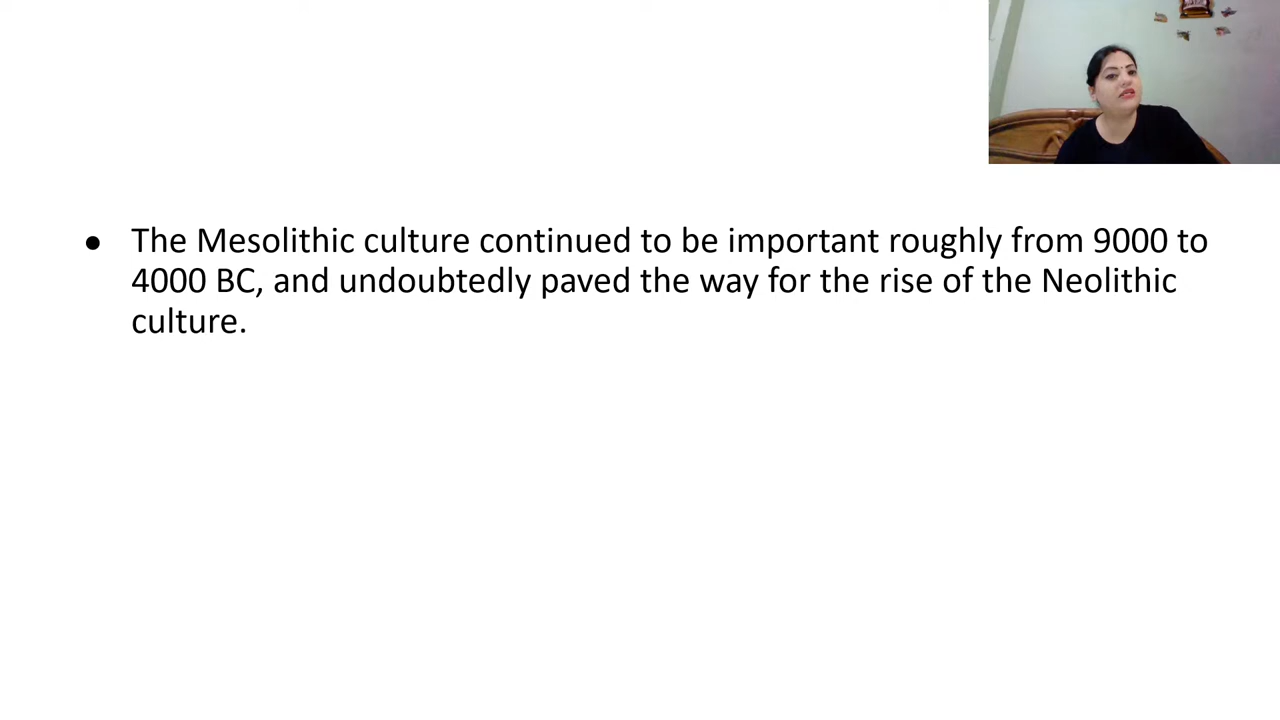 ● The Mesolithic culture continued to be important roughly from 9000 to
4000 BC, and undoubtedly paved the way for the rise of the Neolithic
culture.